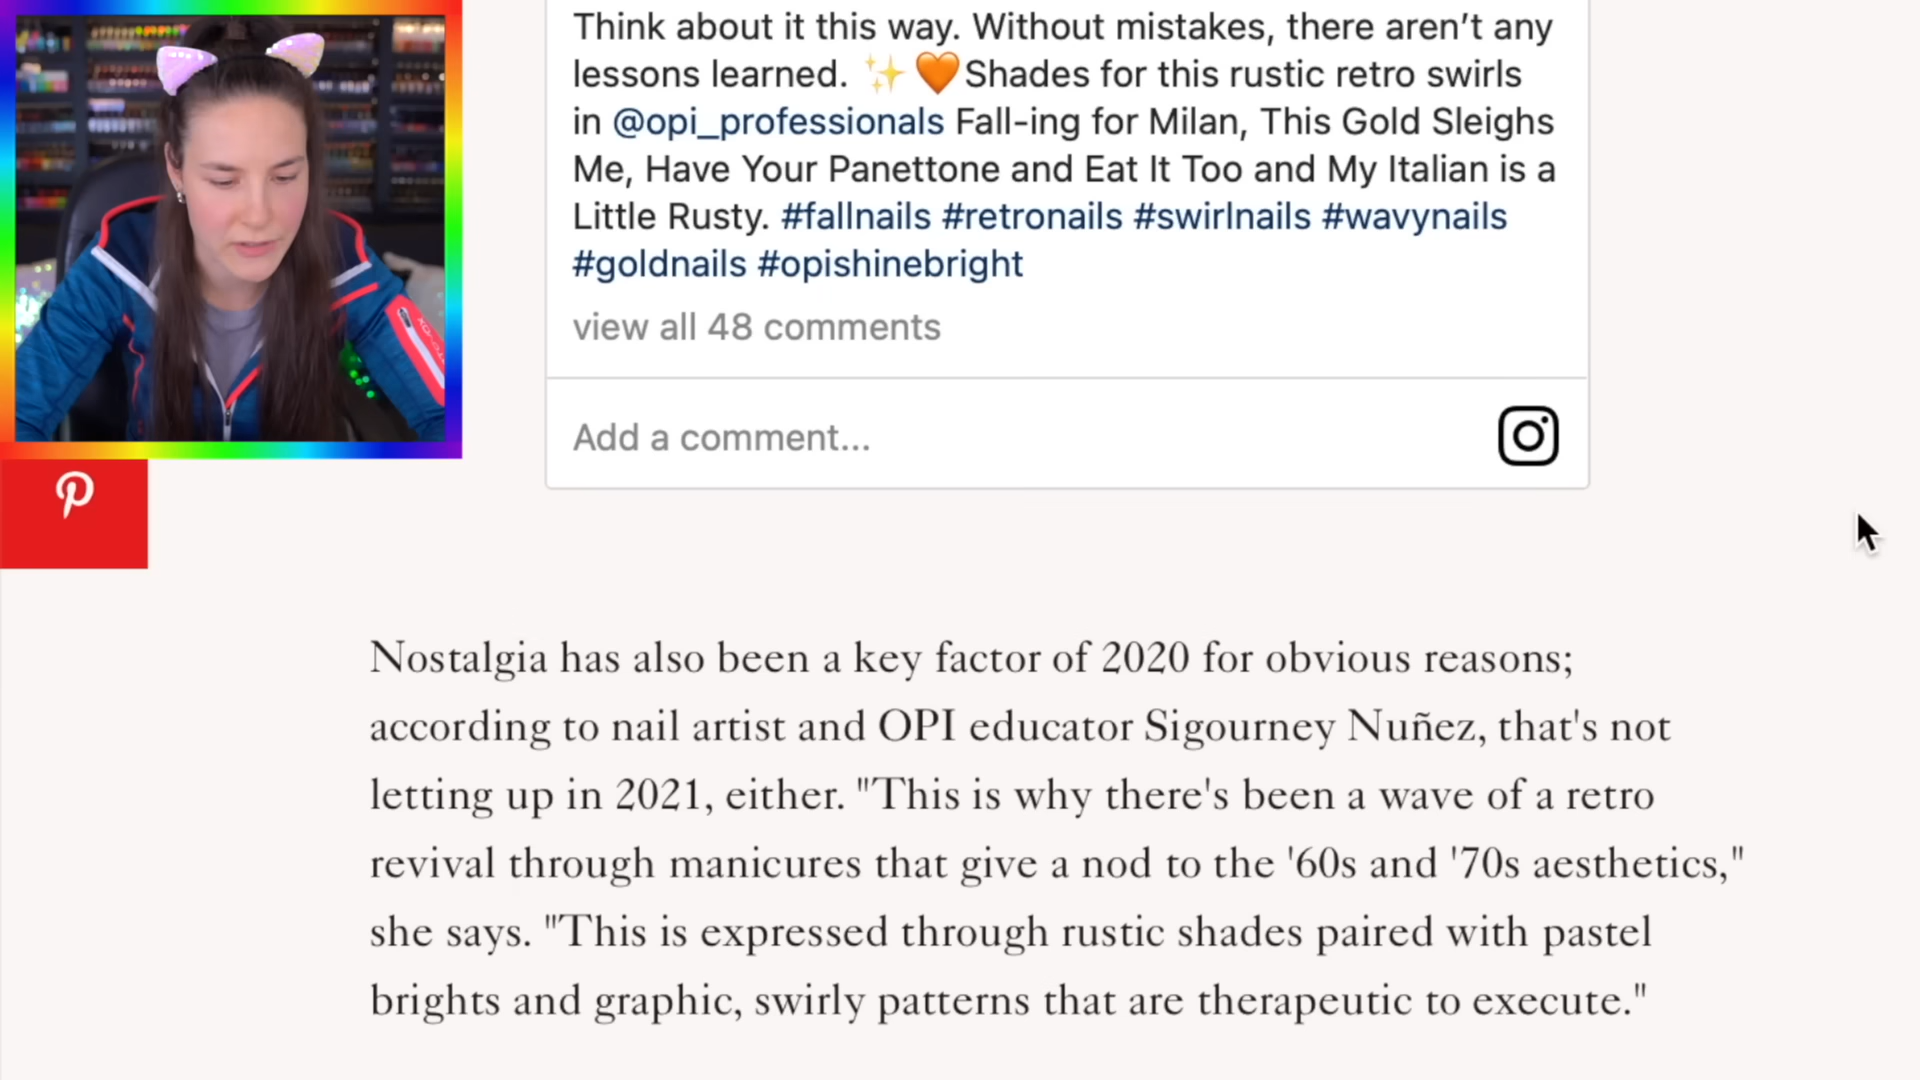 Think about it this way. Without mistakes, there aren’t any
lessons learned. ✨🧡Shades for this rustic retro swirls
in @opi_professionals Fall-ing for Milan, This Gold Sleighs
Me, Have Your Panettone and Eat It Too and My Italian is a
Little Rusty. #fallnails #retronails #swirlnails #wavynails
#goldnails #opishinebright
view all 48 comments
Add a comment...
Nostalgia has also been a key factor of 2020 for obvious reasons;
according to nail artist and OPI educator Sigourney Nuñez, that's not
letting up in 2021, either. "This is why there's been a wave of a retro
revival through manicures that give a nod to the '60s and '70s aesthetics,"
she says. "This is expressed through rustic shades paired with pastel
brights and graphic, swirly patterns that are therapeutic to execute."